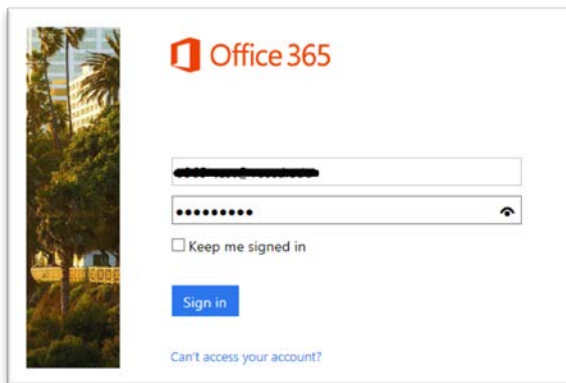 Office 365
•••••••••
Keep me signed in
Sign in
Can't access your account?